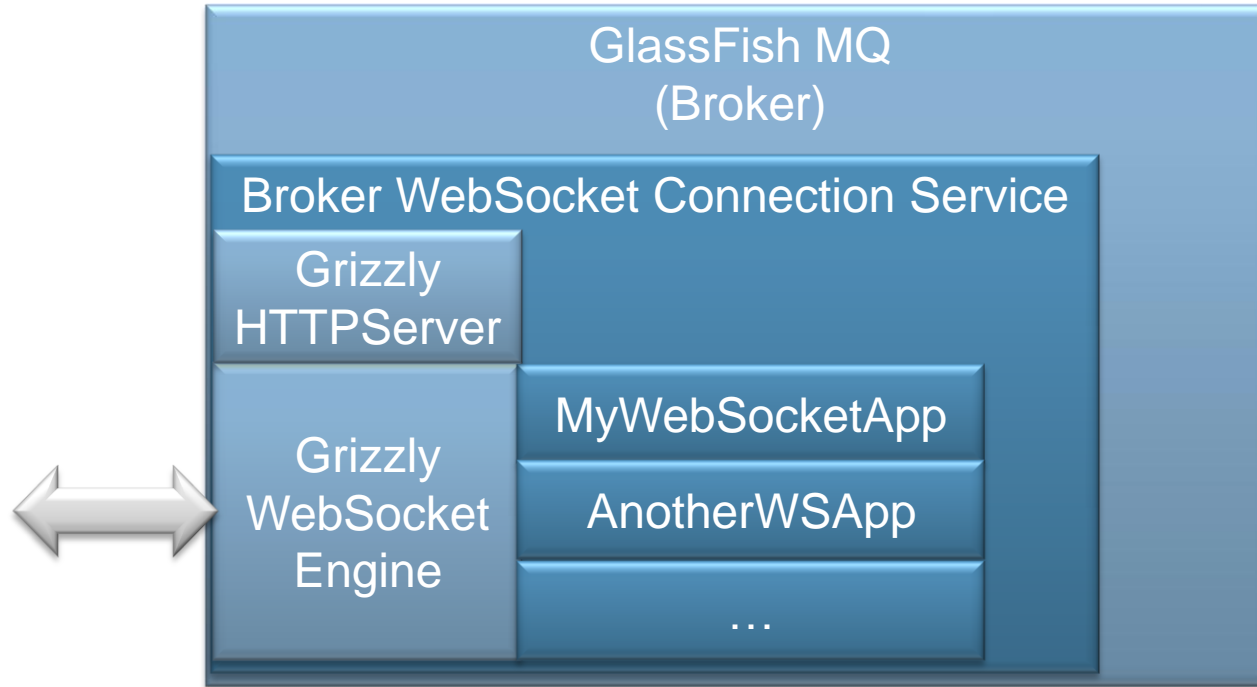 GlassFish MQ
(Broker)
Broker WebSocket Connection Service
Grizzly
HTTPServer
Grizzly
WebSocket
Engine
MyWebSocketApp
AnotherWSApp
…